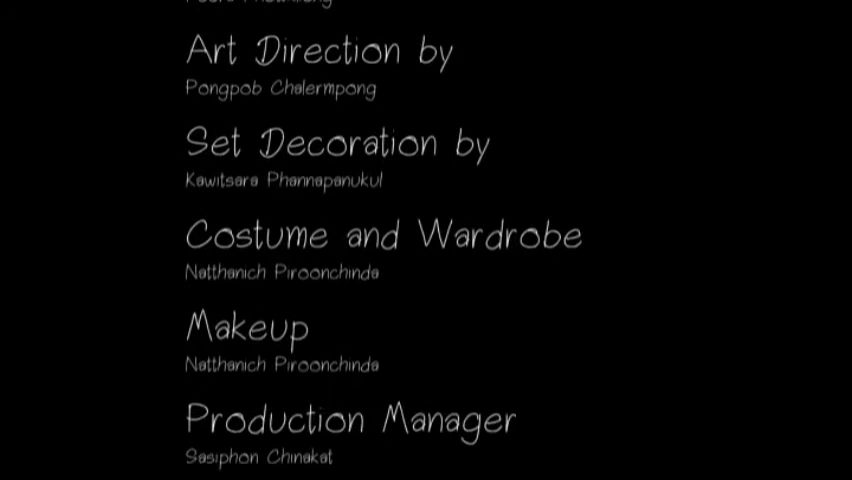 Art Direction by
Pongpob Chalermpong
Set Decoration by
Kawitsara Phannapanukul
Costume and Wardrobe
Natthanich Piroonchinda
Makeup
Natthanich Piroonchinda
Production Manager
Sasiphon Chinakat